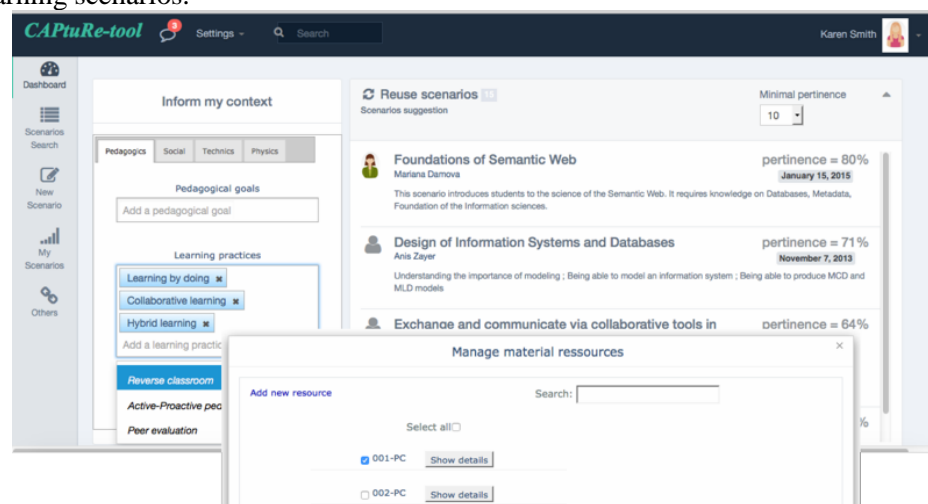 arning scenarios.
CAPtuRe-tool 3 Settings Search Karen Smith
Dashboard
Scenarios
Search
New
Scenario
My
Scenarios
Others
Inform my context
Pedagogics Social Technics Physics
Pedagogical goals
Add a pedagogical goal
Learning practices
Learning by doing ×
Collaborative learning ×
Hybrid learning ×
Add a learning practic
Reverse classroom
Active-Proactive ped
Peer evaluation
Reuse scenarios 15
Scenarios suggestion
Minimal pertinence
10
Foundations of Semantic Web pertinence = 80%
Mariana Damova January 15, 2015
This scenario introduces students to the science of the Semantic Web. It requires knowledge on Databases, Metadata,
Foundation of the Information sciences.
Design of Information Systems and Databases pertinence = 71%
Anis Zayer November 7, 2013
Understanding the importance of modeling ; Being able to model an information system ; Being able to produce MCD and
MLD models
Exchange and communicate via collaborative tools in pertinence = 64%
%
Manage material ressources ×
Add new resource Search:
Select all
001-PC Show details
002-PC Show details